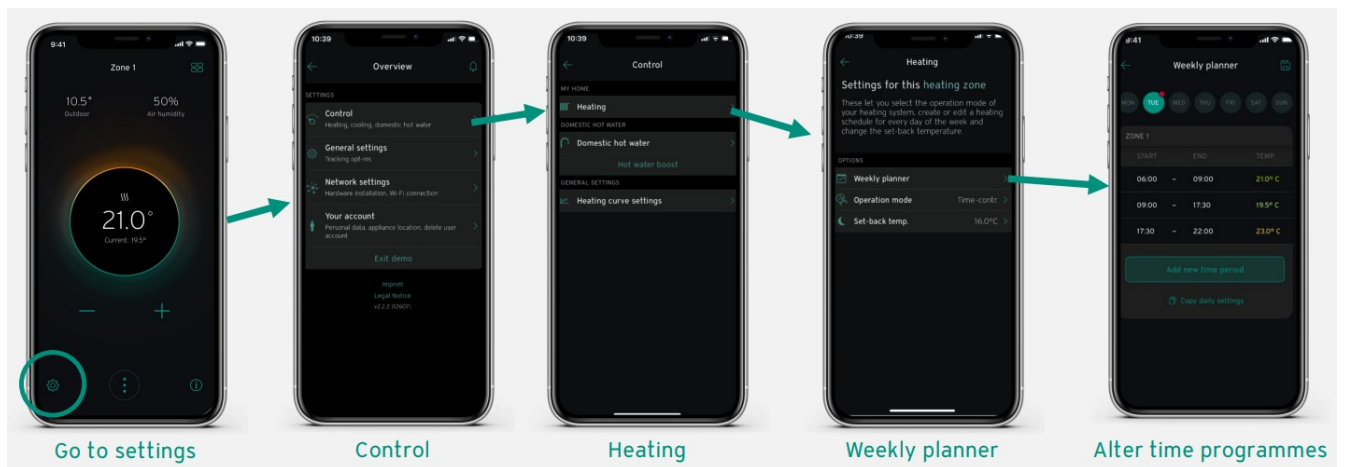 9:41
Zone 1
10.5°
50%
Outdoor
Air humidity
21.0°
Current: 19.5°
Go to settings
10:39
Overview
SETTINGS
Control
Heating, cooling, domestic hot water
General settings
Tracking opt-ins
Network settings
Hardware installation, Wi-Fi connection
Your account
Personal data, appliance location, delete user
account
Exit demo
Imprint
Legal Notice
v2.2.2 (12607)
Control
10:39
Control
MY HOME
Heating
DOMESTIC HOT WATER
Domestic hot water
Hot water boost
GENERAL SETTINGS
Heating curve settings
Heating
10:39
Heating
Settings for this heating zone
These let you select the operation mode of
your heating system, create or edit a heating
schedule for every day of the week and
change the set-back temperature.
OPTIONS
Weekly planner
Operation mode Time-contr.
Set-back temp. 16.0°C
Weekly planner
9:41
Weekly planner
MON TUE WED THU FRI SAT SUN
ZONE 1
START END TEMP.
06:00 – 09:00 21.0° C
09:00 – 17:30 19.5° C
17:30 – 22:00 23.0° C
Add new time period
Copy daily settings
Alter time programmes